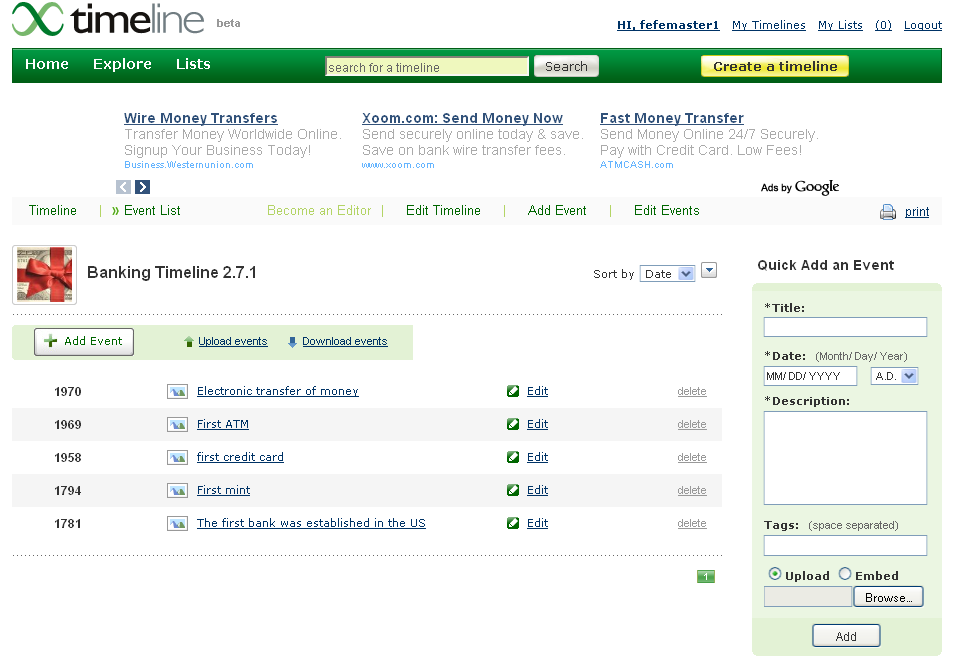 timeline beta
HI, fefemaster1 My Timelines My Lists (0) Logout
Home Explore Lists search for a timeline Search Create a timeline
Wire Money Transfers
Transfer Money Worldwide Online.
Signup Your Business Today!
Business.Westernunion.com
Xoom.com: Send Money Now
Send securely online today & save.
Save on bank wire transfer fees.
www.xoom.com
Fast Money Transfer
Send Money Online 24/7 Securely.
Pay with Credit Card. Low Fees!
ATMCASH.com
Ads by Google
Timeline | » Event List Become an Editor | Edit Timeline | Add Event | Edit Events print
Banking Timeline 2.7.1
Sort by Date
Add Event Upload events Download events
1970 Electronic transfer of money Edit delete
1969 First ATM Edit delete
1958 first credit card Edit delete
1794 First mint Edit delete
1781 The first bank was established in the US Edit delete
1
Quick Add an Event
*Title:
*Date: (Month/Day/Year)
MM/DD/YYYY A.D.
*Description:
Tags: (space separated)
Upload Embed
Browse...
Add